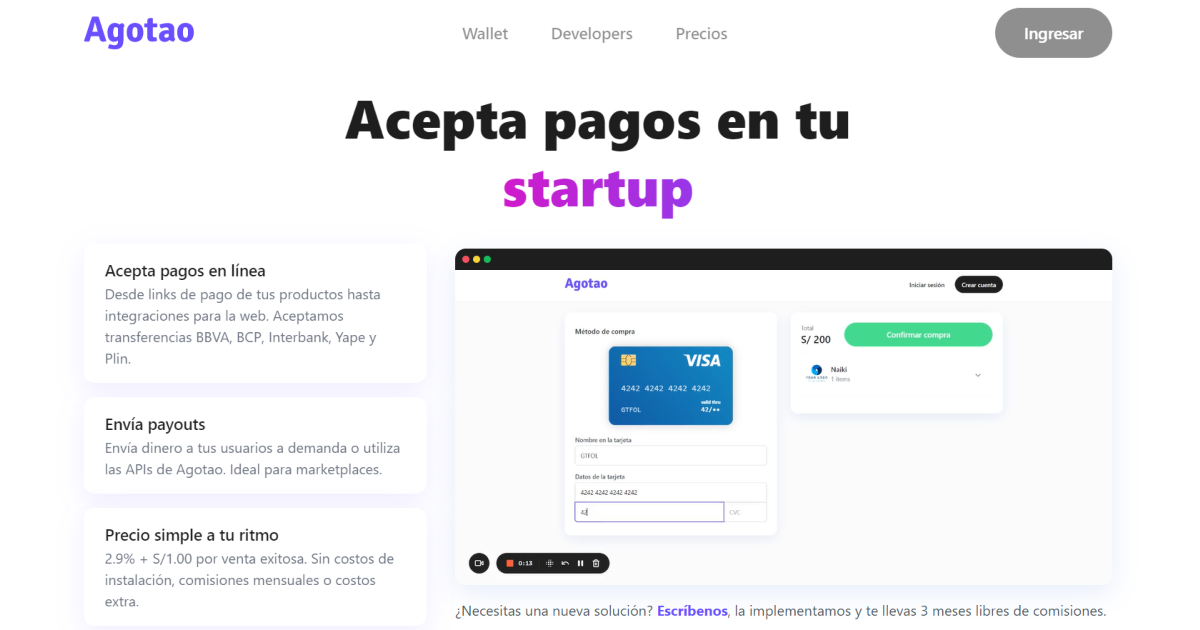 Agotao
Wallet
Developers
Precios
Ingresar
Acepta pagos en tu
startup
Acepta pagos en línea
Desde links de pago de tus productos hasta
integraciones para la web. Aceptamos
transferencias BBVA, BCP, Interbank, Yape y
Plin.
Envía payouts
Envía dinero a tus usuarios a demanda o utiliza
las APIs de Agotao. Ideal para marketplaces.
Precio simple a tu ritmo
2.9% + S/1.00 por venta exitosa. Sin costos de
instalación, comisiones mensuales o costos
extra.
Agotao
Iniciar sesión
Crear cuenta
Método de compra
VISA
4242 4242 4242 4242
valid thru
GTFOL
42/••
Nombre en la tarjeta
GTFOL
Datos de la tarjeta
4242 4242 4242 4242
42
CVC
Total
S/ 200
Confirmar compra
Naiki
1 items
0:13
¿Necesitas una nueva solución? Escríbenos, la implementamos y te llevas 3 meses libres de comisiones.